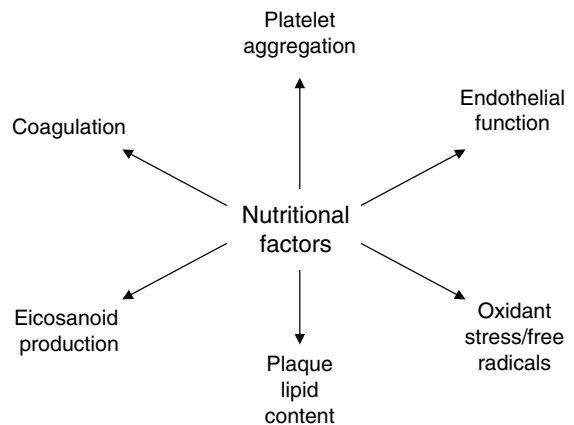 Platelet
aggregation
Endothelial
function
Coagulation
Nutritional
factors
Eicosanoid
production
Oxidant
stress/free
radicals
Plaque
lipid
content